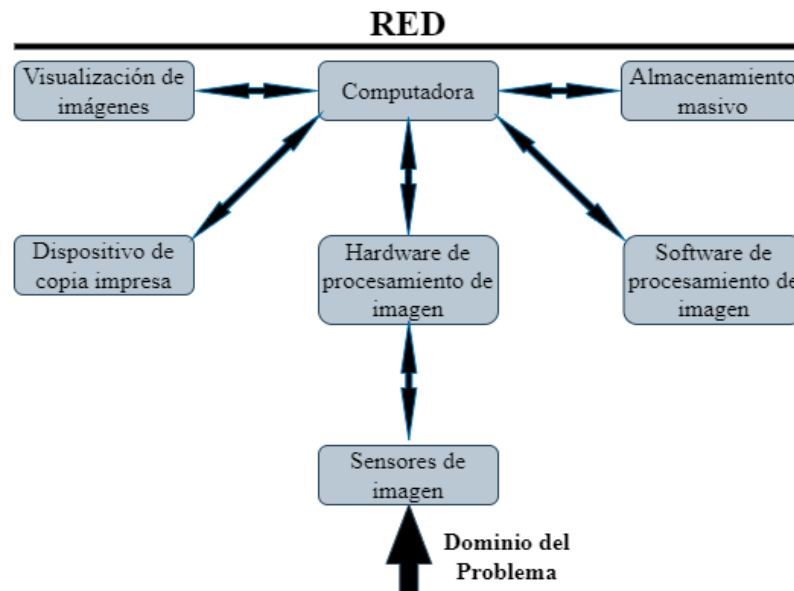 RED
Visualización de
imágenes
Computadora
Almacenamiento
masivo
Dispositivo de
copia impresa
Hardware de
procesamiento de
imagen
Software de
procesamiento de
imagen
Sensores de
imagen
Dominio del
Problema